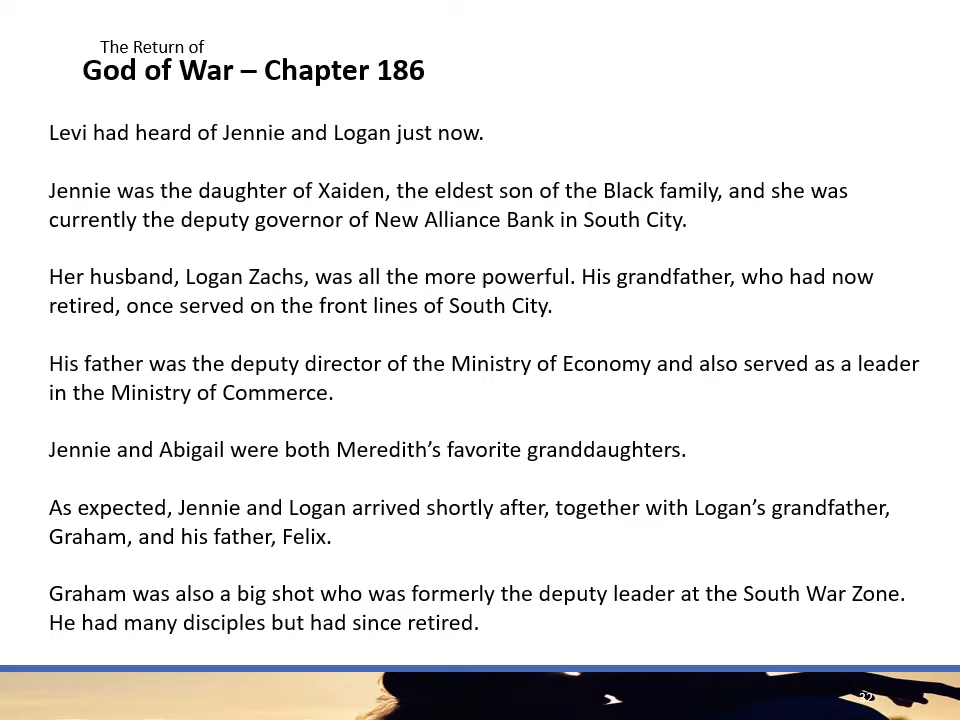 The Return of
God of War – Chapter 186
Levi had heard of Jennie and Logan just now.
Jennie was the daughter of Xaiden, the eldest son of the Black family, and she was
currently the deputy governor of New Alliance Bank in South City.
Her husband, Logan Zachs, was all the more powerful. His grandfather, who had now
retired, once served on the front lines of South City.
His father was the deputy director of the Ministry of Economy and also served as a leader
in the Ministry of Commerce.
Jennie and Abigail were both Meredith’s favorite granddaughters.
As expected, Jennie and Logan arrived shortly after, together with Logan’s grandfather,
Graham, and his father, Felix.
Graham was also a big shot who was formerly the deputy leader at the South War Zone.
He had many disciples but had since retired.
32